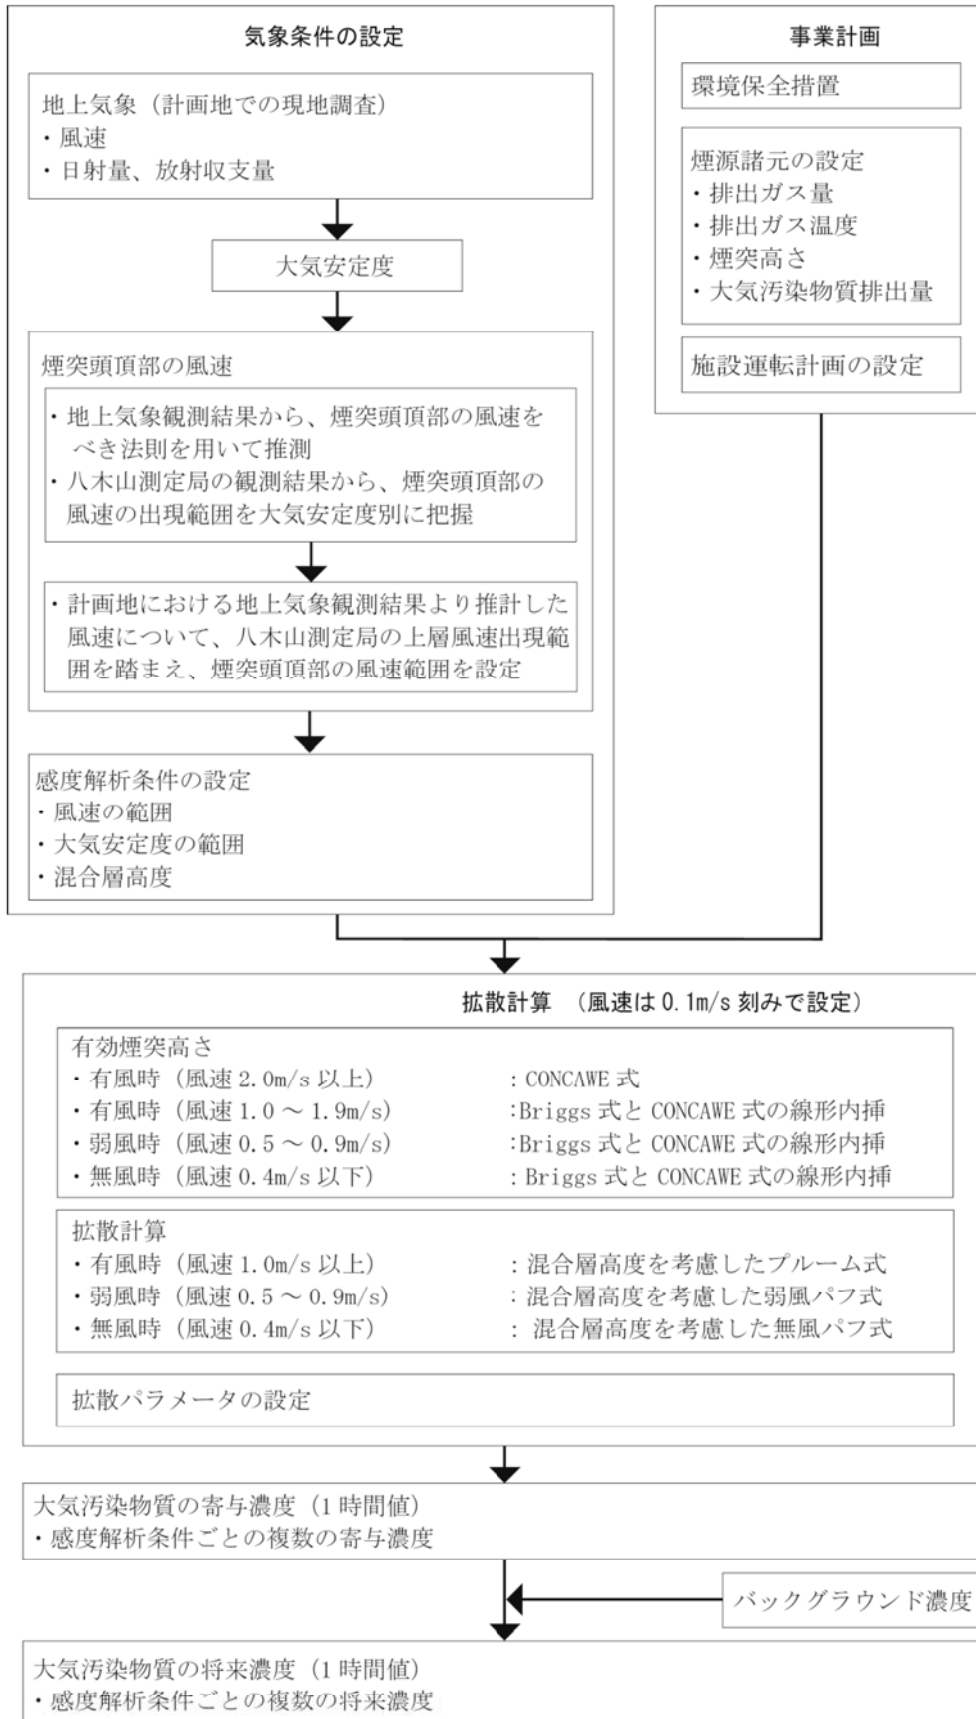 気象条件の設定
地上気象（計画地での現地調査）
・風速
・日射量、放射収支量
大気安定度
煙突頭頂部の風速
・地上気象観測結果から、煙突頭頂部の風速を
べき法則を用いて推測
・八木山測定局の観測結果から、煙突頭頂部の
風速の出現範囲を大気安定度別に把握
・計画地における地上気象観測結果より推計した
風速について、八木山測定局の上層風速出現範
囲を踏まえ、煙突頭頂部の風速範囲を設定
感度解析条件の設定
・風速の範囲
・大気安定度の範囲
・混合層高度
事業計画
環境保全措置
煙源諸元の設定
・排出ガス量
・排出ガス温度
・煙突高さ
・大気汚染物質排出量
施設運転計画の設定
拡散計算　（風速は 0.1m/s 刻みで設定）
有効煙突高さ
・有風時（風速 2.0m/s 以上）　：CONCAWE 式
・有風時（風速 1.0 ～ 1.9m/s）　：Briggs 式と CONCAWE 式の線形内挿
・弱風時（風速 0.5 ～ 0.9m/s）　：Briggs 式と CONCAWE 式の線形内挿
・無風時（風速 0.4m/s 以下）　：Briggs 式と CONCAWE 式の線形内挿
拡散計算
・有風時（風速 1.0m/s 以上）　：混合層高度を考慮したプルーム式
・弱風時（風速 0.5 ～ 0.9m/s）　：混合層高度を考慮した弱風パフ式
・無風時（風速 0.4m/s 以下）　：混合層高度を考慮した無風パフ式
拡散パラメータの設定
大気汚染物質の寄与濃度（1 時間値）
・感度解析条件ごとの複数の寄与濃度
バックグラウンド濃度
大気汚染物質の将来濃度（1 時間値）
・感度解析条件ごとの複数の将来濃度